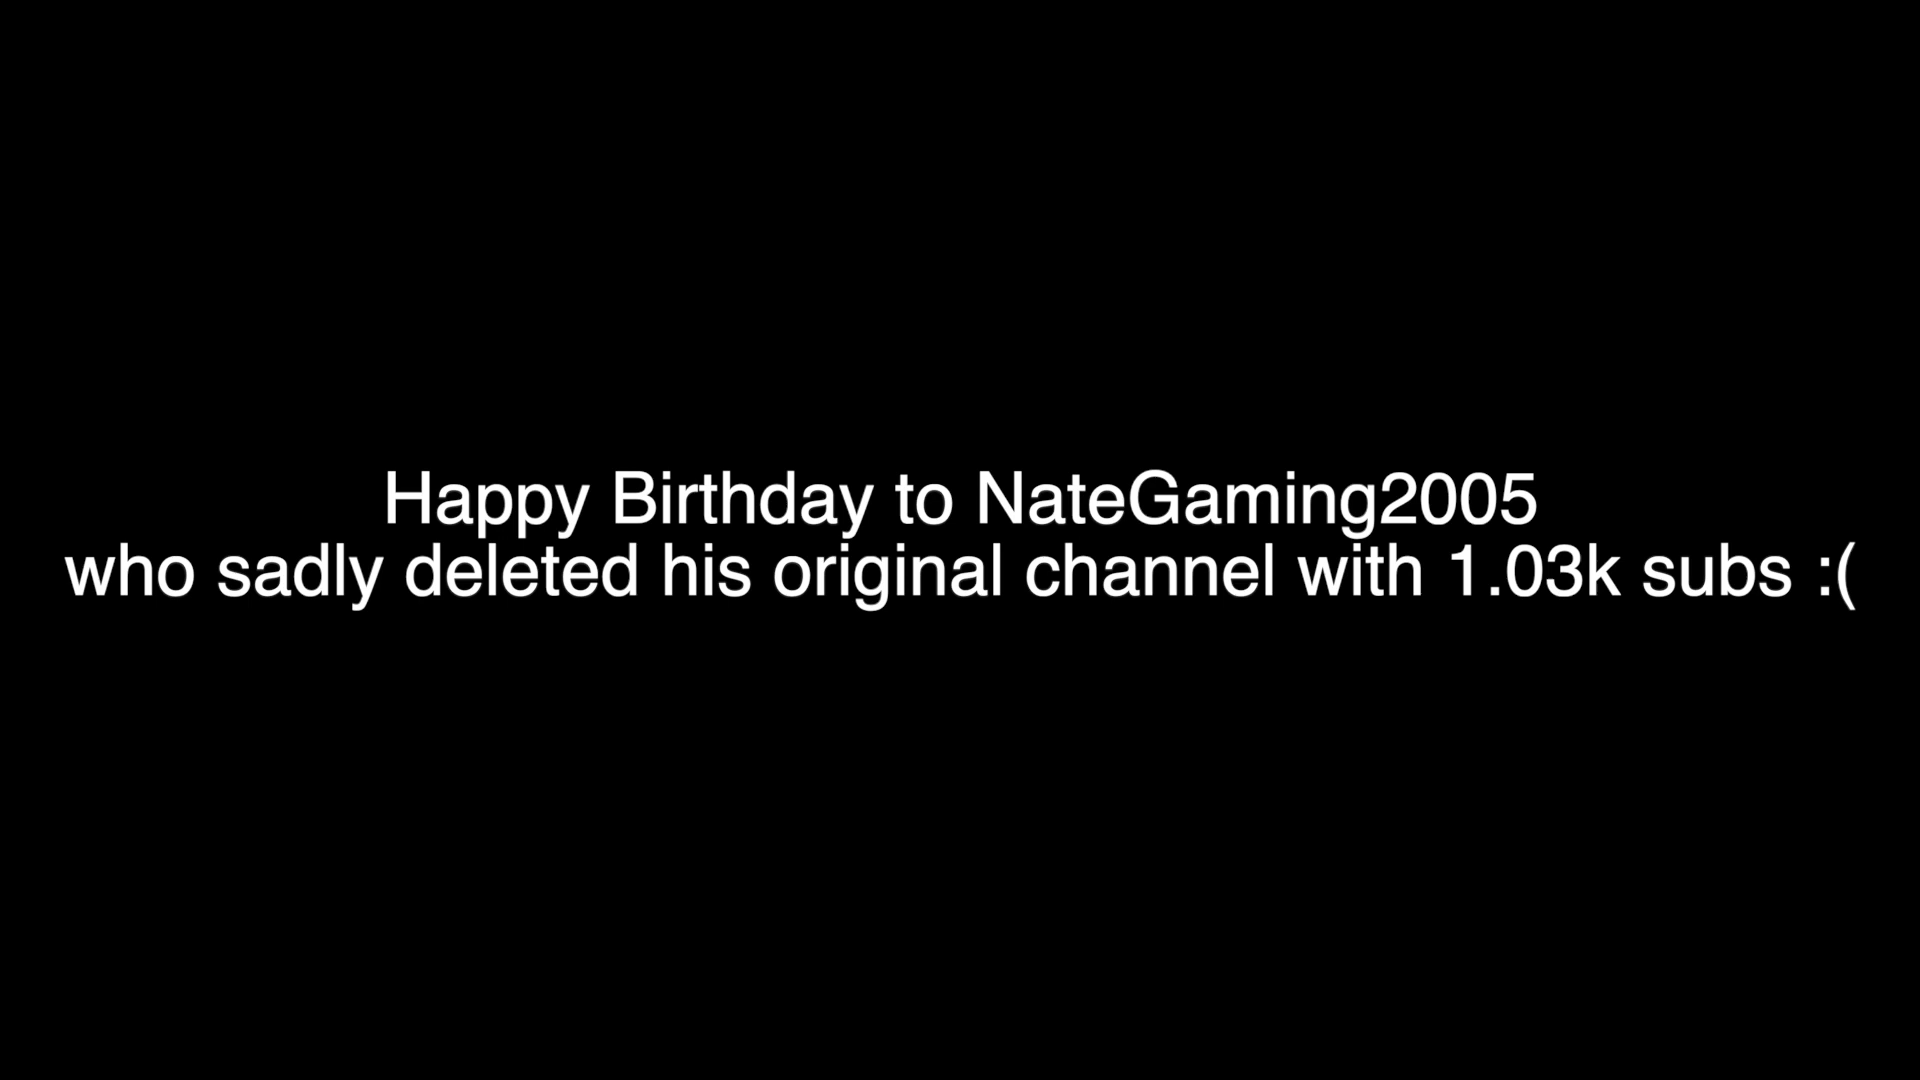 Happy Birthday to NateGaming2005
who sadly deleted his original channel with 1.03k subs :(